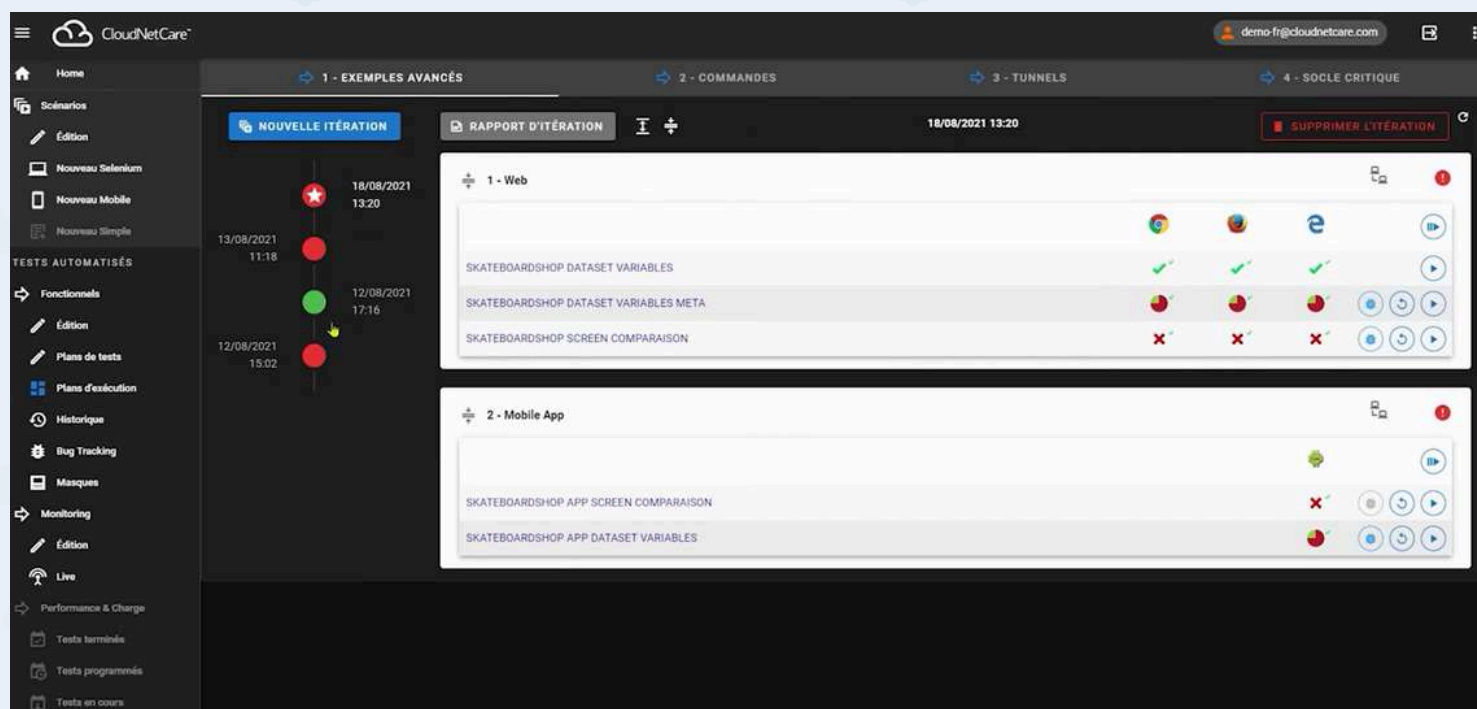 CloudNetCare™
demo-fr@cloudnetcare.com
Home
Scénarios
Édition
Nouveau Selenium
Nouveau Mobile
Nouveau Simple
TESTS AUTOMATISÉS
Fonctionnels
Édition
Plans de tests
Plans d'exécution
Historique
Bug Tracking
Masques
Monitoring
Édition
Live
Performance & Charge
Tests terminés
Tests programmés
Tests en cours
1 - EXEMPLES AVANCÉS
2 - COMMANDES
3 - TUNNELS
4 - SOCLE CRITIQUE
NOUVELLE ITÉRATION
RAPPORT D'ITÉRATION
18/08/2021 13:20
SUPPRIMER L'ITÉRATION
18/08/2021
13:20
13/08/2021
11:18
12/08/2021
17:16
12/08/2021
15:02
1 - Web
SKATEBOARDSHOP DATASET VARIABLES
SKATEBOARDSHOP DATASET VARIABLES META
SKATEBOARDSHOP SCREEN COMPARAISON
2 - Mobile App
SKATEBOARDSHOP APP SCREEN COMPARAISON
SKATEBOARDSHOP APP DATASET VARIABLES